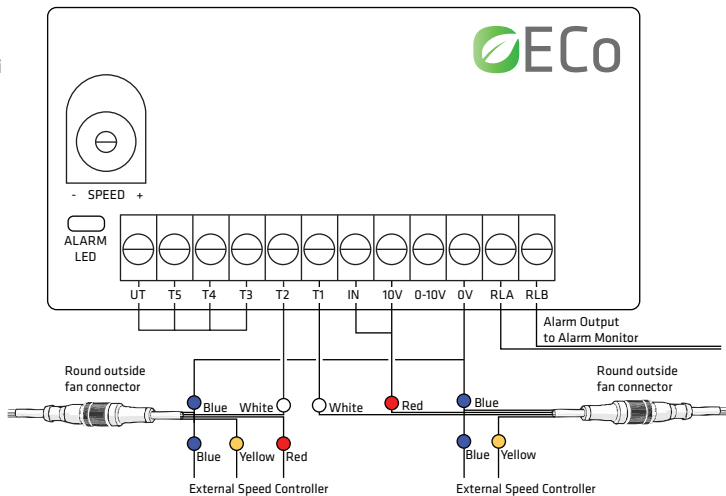 ECo
- SPEED +
ALARM
LED
UT T5 T4 T3 T2 T1 IN 10V 0-10V 0V RLA RLB
Alarm Output
to Alarm Monitor
Round outside
fan connector
Round outside
fan connector
Blue White White Red Blue
Blue Yellow Red Blue Yellow
External Speed Controller
External Speed Controller